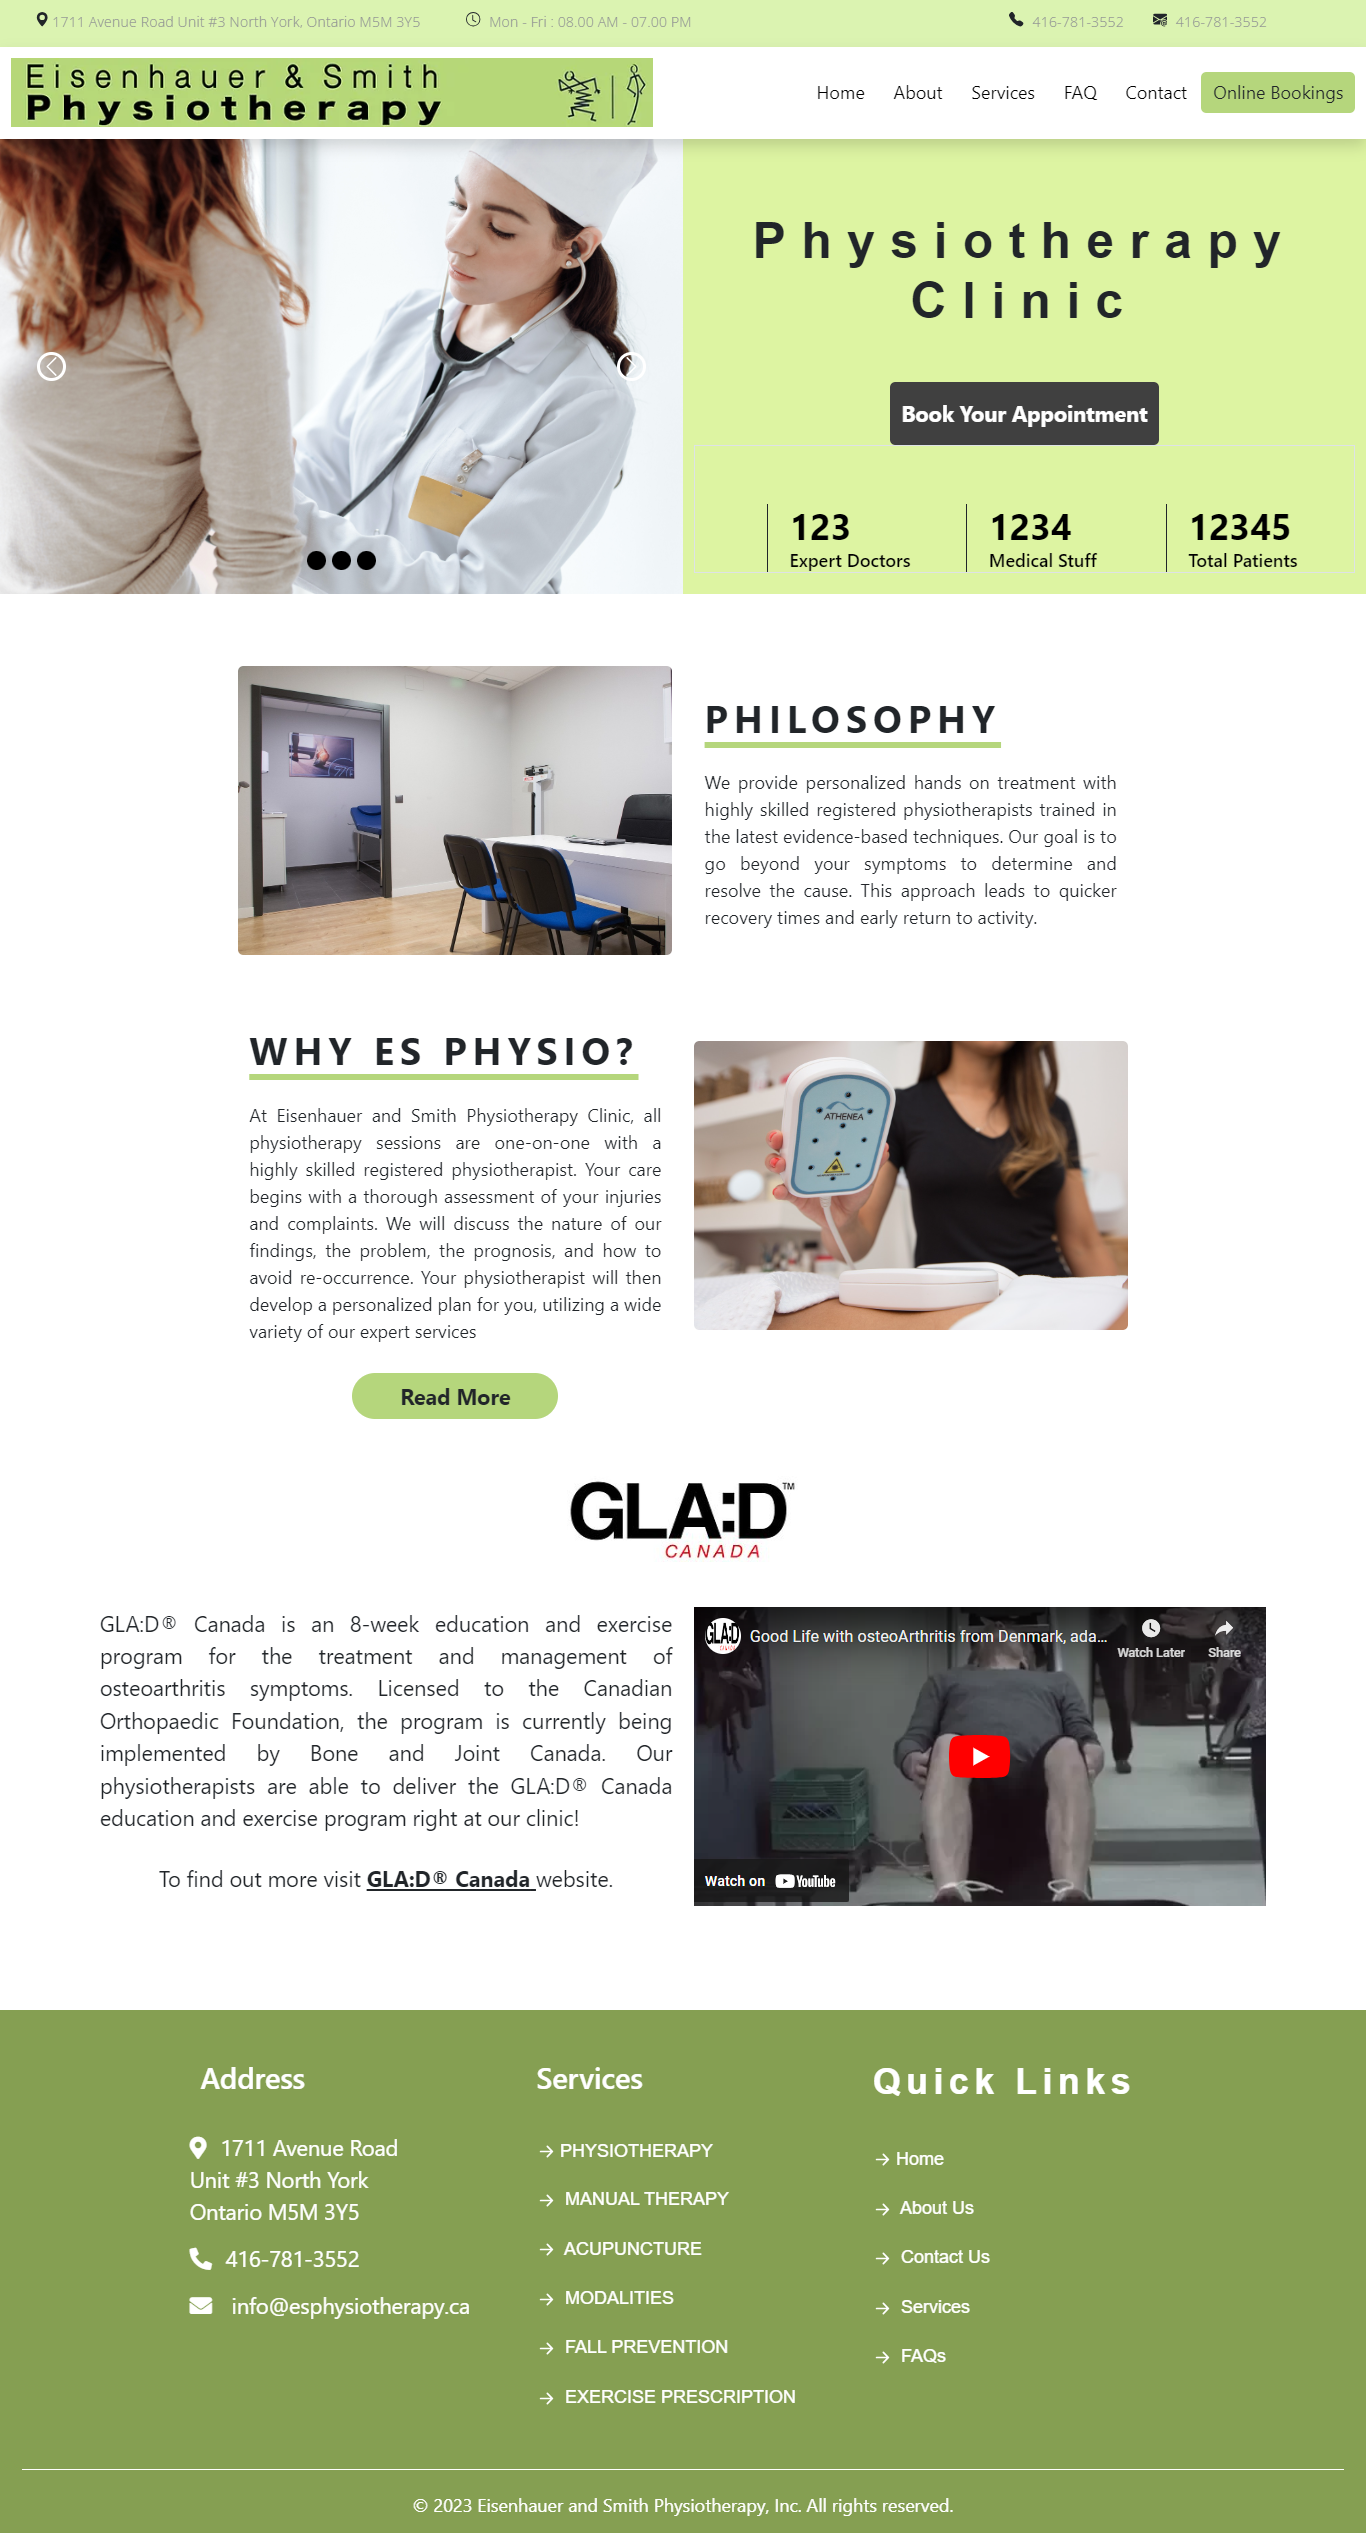 1711 Avenue Road Unit #3 North York, Ontario M5M 3Y5
Mon - Fri : 08.00 AM - 07.00 PM
416-781-3552
416-781-3552
Eisenhauer & Smith
Physiotherapy
Home
About
Services
FAQ
Contact
Online Bookings
Physiotherapy
Clinic
Book Your Appointment
123
Expert Doctors
1234
Medical Stuff
12345
Total Patients
PHILOSOPHY
We provide personalized hands on treatment with
highly skilled registered physiotherapists trained in
the latest evidence-based techniques. Our goal is to
go beyond your symptoms to determine and
resolve the cause. This approach leads to quicker
recovery times and early return to activity.
WHY ES PHYSIO?
At Eisenhauer and Smith Physiotherapy Clinic, all
physiotherapy sessions are one-on-one with a
highly skilled registered physiotherapist. Your care
begins with a thorough assessment of your injuries
and complaints. We will discuss the nature of our
findings, the problem, the prognosis, and how to
avoid re-occurrence. Your physiotherapist will then
develop a personalized plan for you, utilizing a wide
variety of our expert services
Read More
ATHENEA
GLA:D™
CANADA
GLA:D® Canada is an 8-week education and exercise
program for the treatment and management of
osteoarthritis symptoms. Licensed to the Canadian
Orthopaedic Foundation, the program is currently being
implemented by Bone and Joint Canada. Our
physiotherapists are able to deliver the GLA:D® Canada
education and exercise program right at our clinic!
To find out more visit GLA:D® Canada website.
GLA:D
Good Life with osteoArthritis from Denmark, ada...
Watch Later
Share
Watch on YouTube
Address
1711 Avenue Road
Unit #3 North York
Ontario M5M 3Y5
416-781-3552
info@esphysiotherapy.ca
Services
PHYSIOTHERAPY
MANUAL THERAPY
ACUPUNCTURE
MODALITIES
FALL PREVENTION
EXERCISE PRESCRIPTION
Quick Links
Home
About Us
Contact Us
Services
FAQs
© 2023 Eisenhauer and Smith Physiotherapy, Inc. All rights reserved.